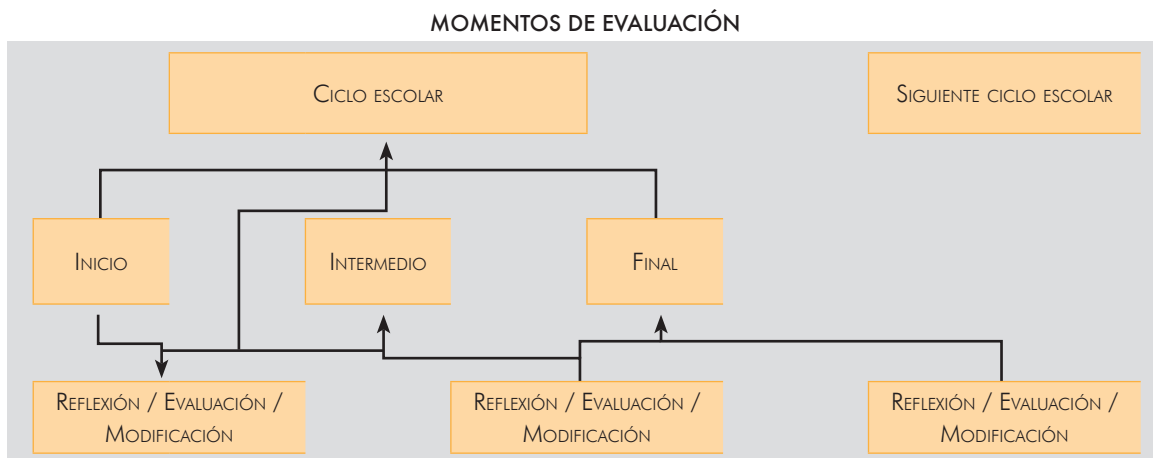 MOMENTOS DE EVALUACIÓN
CICLO ESCOLAR
SIGUIENTE CICLO ESCOLAR
INICIO
INTERMEDIO
FINAL
REFLEXIÓN / EVALUACIÓN /
MODIFICACIÓN
REFLEXIÓN / EVALUACIÓN /
MODIFICACIÓN
REFLEXIÓN / EVALUACIÓN /
MODIFICACIÓN